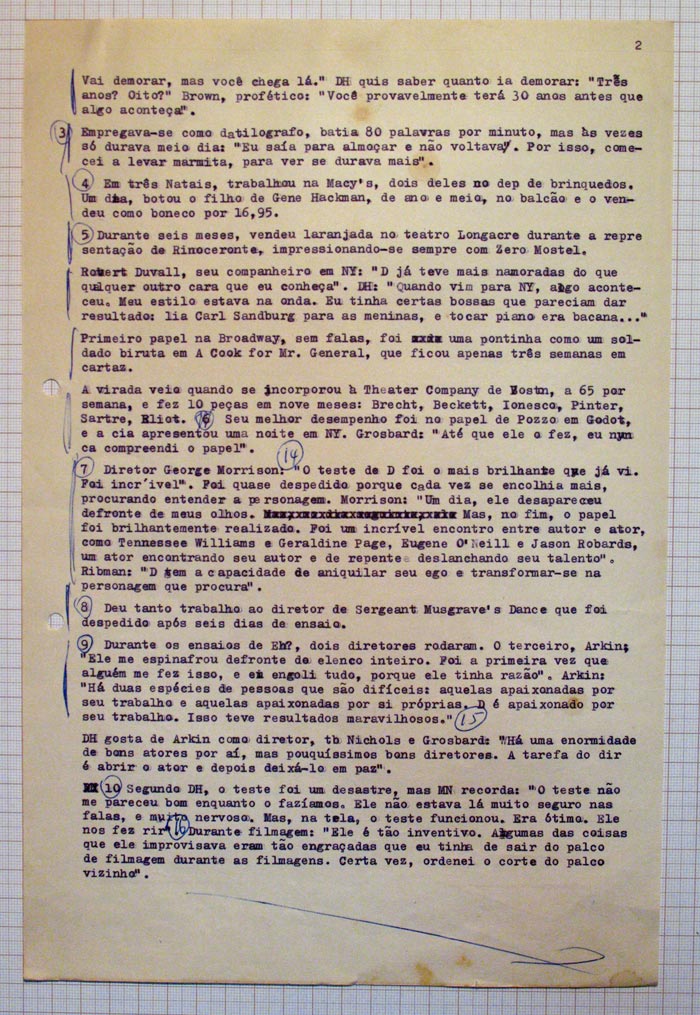 2
Vai demorar, mas você chega lá." DH quis saber quanto ia demorar: "Três
anos? Oito?" Brown, profético: "Você provavelmente terá 30 anos antes que
algo aconteça".
3 Empregava-se como datilografo, batia 80 palavras por minuto, mas às vezes
só durava meio dia: "Eu saía para almoçar e não voltava. Por isso, come-
cei a levar marmita, para ver se durava mais".
4 Em três Natais, trabalhou na Macy's, dois deles no dep de brinquedos.
Um dia, botou o filho de Gene Hackman, de ano e meio, no balcão e o ven-
deu como boneco por 16,95.
5 Durante seis meses, vendeu laranjada no teatro Longacre durante a repre
sentação de Rinoceronte, impressionando-se sempre com Zero Mostel.
Robert Duvall, seu companheiro em NY: "D já teve mais namoradas do que
qulquer outro cara que eu conheça". DH: "Quando vim para NY, algo aconte-
ceu. Meu estilo estava na onda. Eu tinha certas bossas que pareciam dar
resultado: lia Carl Sandburg para as meninas, e tocar piano era bacana..."
Primeiro papel na Broadway, sem falas, foi uma pontinha como um sol-
dado biruta em A Cook for Mr. General, que ficou apenas três semanas em
cartaz.
A virada veio quando se incorporou à Theater Company de Bostn, a 65 por
semana, e fez 10 peças em nove meses: Brecht, Beckett, Ionesco, Pinter,
Sartre, Eliot. 6 Seu melhor desempenho foi no papel de Pozzo em Godot,
e a cia apresentou uma noite em NY. Grosbard: "Até que ele o fez, eu nun
ca compreendi o papel".
14
7 Diretor George Morrison: "O teste de D foi o mais brilhante que já vi.
Foi incr'ivel". Foi quase despedido porque cada vez se encolhia mais,
procurando entender a personagem. Morrison: "Um dia, ele desapareceu
defronte de meus olhos. Mas, no fim, o papel
foi brilhantemente realizado. Foi um incrível encontro entre autor e ator,
como Tennessee Williams e Geraldine Page, Eugene O'Neill e Jason Robards,
um ator encontrando seu autor e de repente deslanchando seu talento".
Ribman: "D tem a capacidade de aniquilar seu ego e transformar-se na
personagem que procura".
8 Deu tanto trabalho ao diretor de Sergeant Musgrave's Dance que foi
despedido após seis dias de ensaio.
9 Durante os ensaios de Eh?, dois diretores rodaram. O terceiro, Arkin:
"Ele me espinafrou defronte do elenco inteiro. Foi a primeira vez que
alguém me fez isso, e eu engoli tudo, porque ele tinha razão". Arkin:
"Há duas espécies de pessoas que são difíceis: aquelas apaixonadas por
seu trabalho e aquelas apaixonadas por si próprias. D é apaixonado por
seu trabalho. Isso teve resultados maravilhosos." 15
DH gosta de Arkin como diretor, tb Nichols e Grosbard: "Há uma enormidade
de bons atores por aí, mas pouquíssimos bons diretores. A tarefa do dir
é abrir o ator e depois deixá-lo em paz".
10 Segundo DH, o teste foi um desastre, mas MN recorda: "O teste não
me pareceu bom enquanto o fazíamos. Ele não estava lá muito seguro nas
falas, e muito nervoso. Mas, na tela, o teste funcionou. Era ótimo. Ele
nos fez rir" Durante filmagem: "Ele é tão inventivo. Algumas das coisas
que ele improvisava eram tão engraçadas que eu tinha de sair do palco
de filmagem durante as filmagens. Certa vez, ordenei o corte do palco
vizinho".